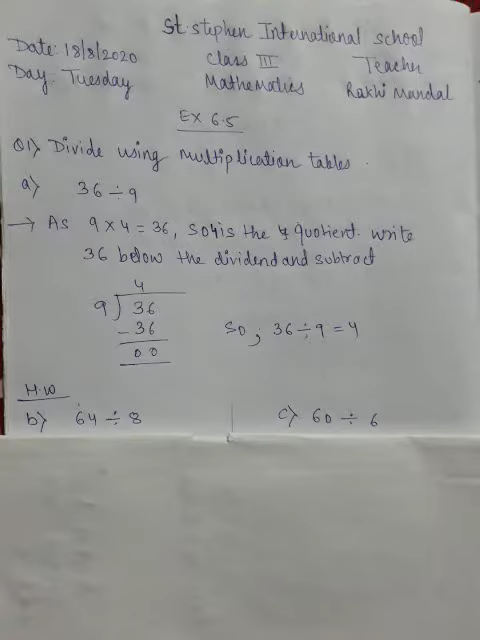 St. stephen International school
Date: 18/8/2020 Class III Teacher
Day: Tuesday Mathematics Rakhi Mandal
EX 6.5
Q1) Divide using multiplication tables.
a) 36 ÷ 9
→ As 9 x 4 = 36, so 4 is the quotient. write
36 below the dividend and subtract
4
9 ) 36
- 36 So, 36 ÷ 9 = 4
00
H.W
b) 64 ÷ 8 c) 60 ÷ 6